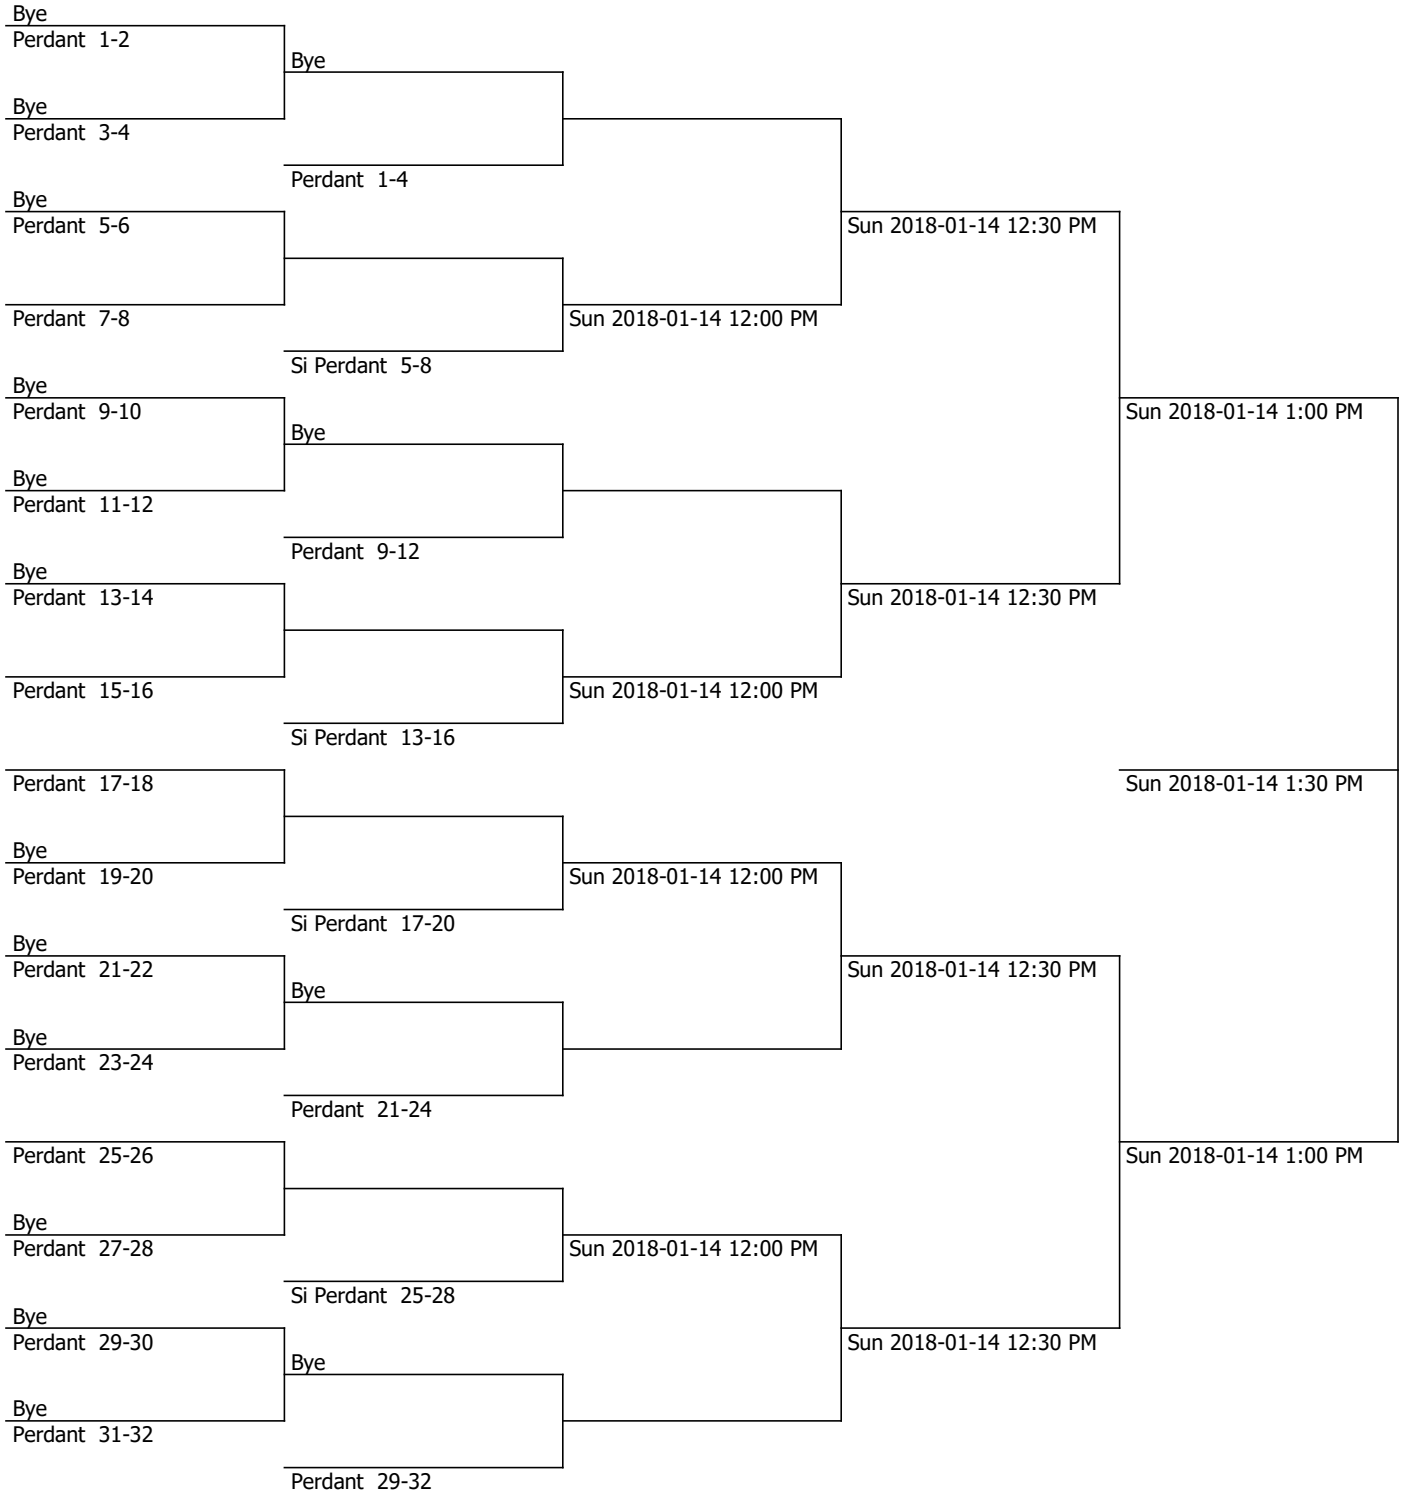 Bye
Perdant 1-2
Bye
Bye
Perdant 3-4
Perdant 1-4
Bye
Perdant 5-6
Sun 2018-01-14 12:30 PM
Perdant 7-8
Sun 2018-01-14 12:00 PM
Si Perdant 5-8
Bye
Perdant 9-10
Sun 2018-01-14 1:00 PM
Bye
Bye
Perdant 11-12
Perdant 9-12
Bye
Perdant 13-14
Sun 2018-01-14 12:30 PM
Perdant 15-16
Sun 2018-01-14 12:00 PM
Si Perdant 13-16
Perdant 17-18
Sun 2018-01-14 1:30 PM
Bye
Perdant 19-20
Sun 2018-01-14 12:00 PM
Si Perdant 17-20
Bye
Perdant 21-22
Sun 2018-01-14 12:30 PM
Bye
Bye
Perdant 23-24
Perdant 21-24
Perdant 25-26
Sun 2018-01-14 1:00 PM
Bye
Perdant 27-28
Sun 2018-01-14 12:00 PM
Si Perdant 25-28
Bye
Perdant 29-30
Sun 2018-01-14 12:30 PM
Bye
Bye
Perdant 31-32
Perdant 29-32